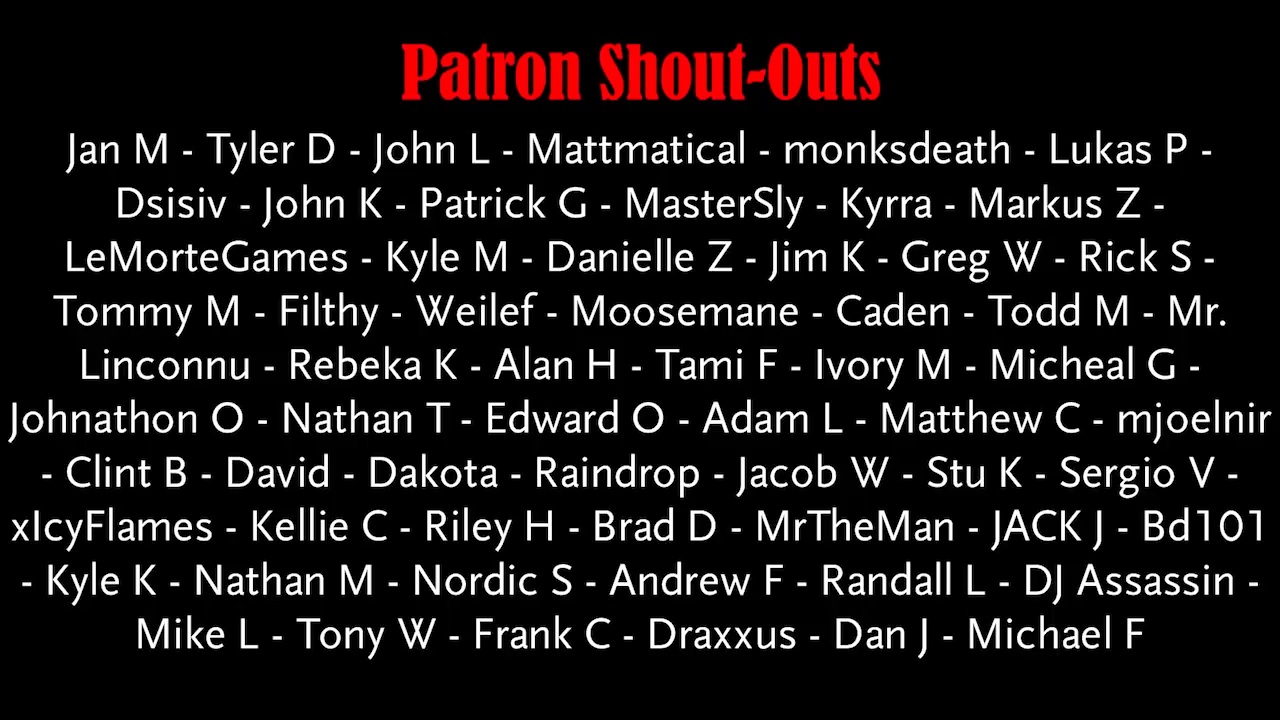 Patron Shout-Outs
Jan M - Tyler D - John L - Mattmatical - monksdeath - Lukas P -
Dsisiv - John K - Patrick G - MasterSly - Kyrra - Markus Z -
LeMorteGames - Kyle M - Danielle Z - Jim K - Greg W - Rick S -
Tommy M - Filthy - Weilef - Moosemane - Caden - Todd M - Mr.
Linconnu - Rebeka K - Alan H - Tami F - Ivory M - Micheal G -
Johnathon O - Nathan T - Edward O - Adam L - Matthew C - mjoelnir
- Clint B - David - Dakota - Raindrop - Jacob W - Stu K - Sergio V -
xIcyFlames - Kellie C - Riley H - Brad D - MrTheMan - JACK J - Bd101
- Kyle K - Nathan M - Nordic S - Andrew F - Randall L - DJ Assassin -
Mike L - Tony W - Frank C - Draxxus - Dan J - Michael F